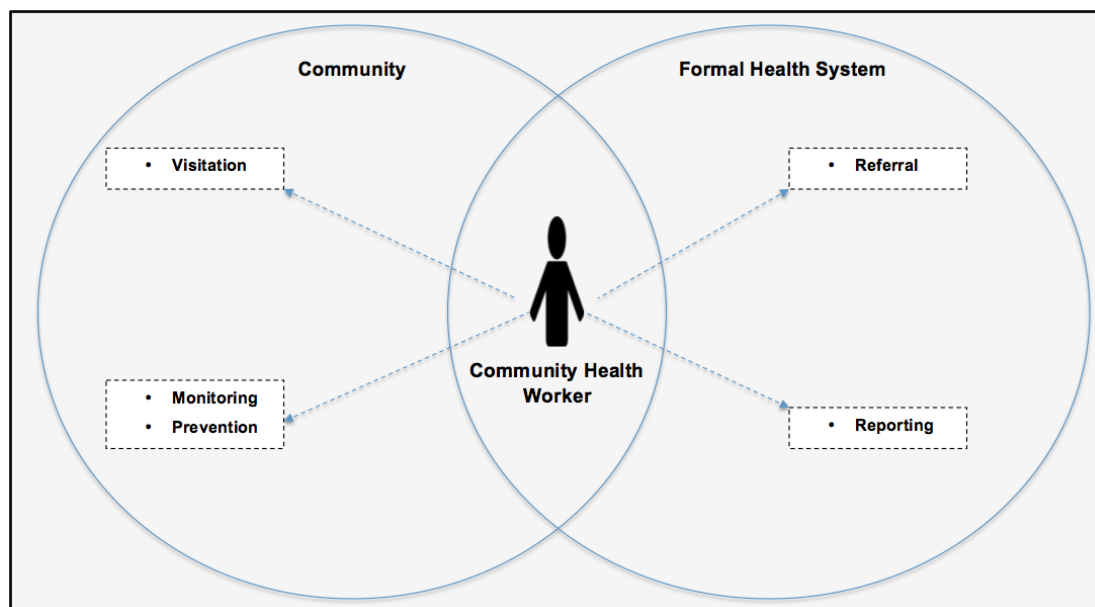 Community
Formal Health System
• Visitation
• Referral
Community Health
Worker
• Monitoring
• Prevention
• Reporting